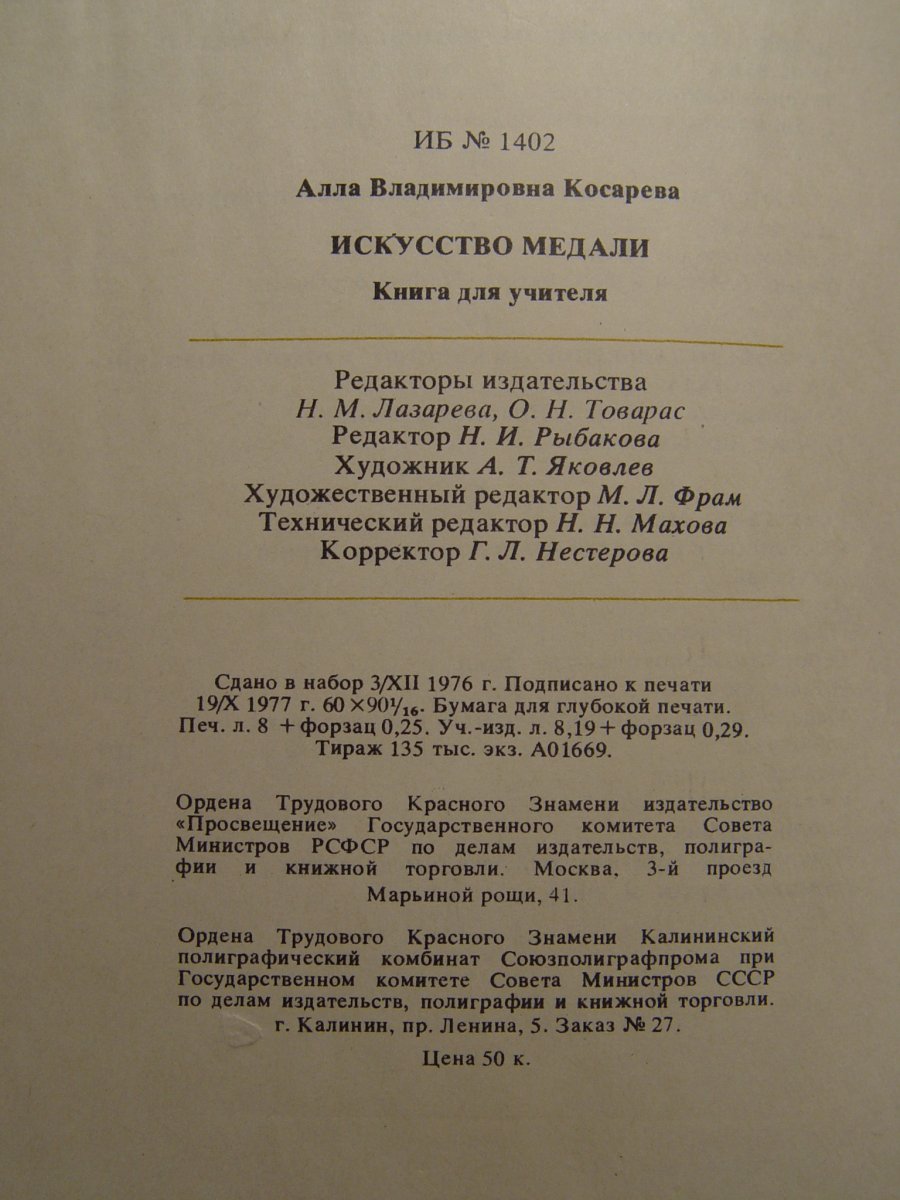 ИБ № 1402
Алла Владимировна Косарева
ИСКУССТВО МЕДАЛИ
Книга для учителя
Редакторы издательства
Н. М. Лазарева, О. Н. Товарас
Редактор Н. И. Рыбакова
Художник А. Т. Яковлев
Художественный редактор М. Л. Фрам
Технический редактор Н. Н. Махова
Корректор Г. Л. Нестерова
Сдано в набор 3/XII 1976 г. Подписано к печати
19/X 1977 г. 60×90¹/₁₆. Бумага для глубокой печати.
Печ. л. 8 + форзац 0,25. Уч.-изд. л. 8,19 + форзац 0,29.
Тираж 135 тыс. экз. А01669.
Ордена Трудового Красного Знамени издательство
«Просвещение» Государственного комитета Совета
Министров РСФСР по делам издательств, полигра-
фии и книжной торговли. Москва, 3-й проезд
Марьиной рощи, 41.
Ордена Трудового Красного Знамени Калининский
полиграфический комбинат Союзполиграфпрома при
Государственном комитете Совета Министров СССР
по делам издательств, полиграфии и книжной торговли.
г. Калинин, пр. Ленина, 5. Заказ № 27.
Цена 50 к.